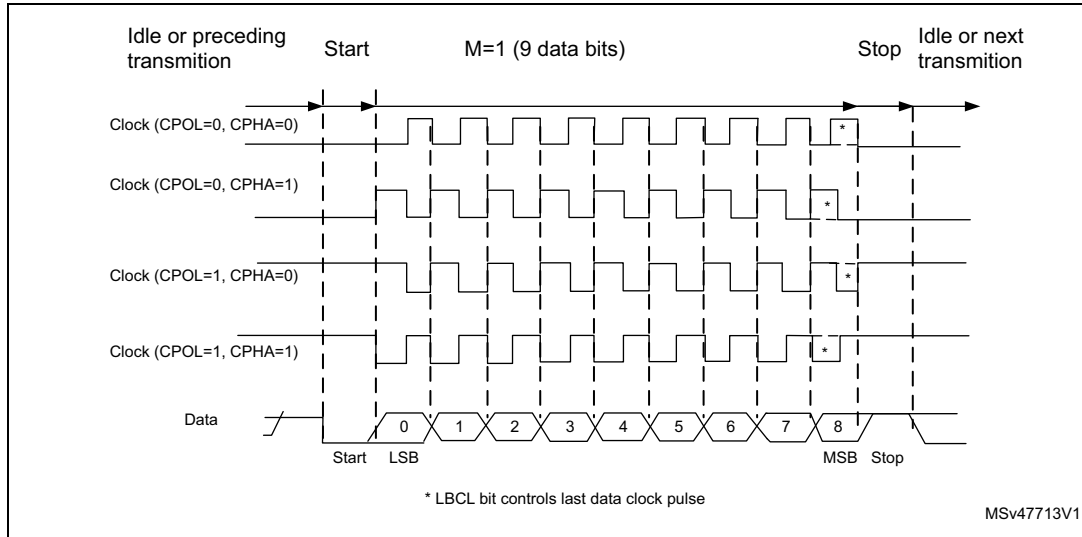 Idle or preceding transmition
Start
M=1 (9 data bits)
Stop
Idle or next transmition
Clock (CPOL=0, CPHA=0)
*
Clock (CPOL=0, CPHA=1)
*
Clock (CPOL=1, CPHA=0)
*
Clock (CPOL=1, CPHA=1)
*
Data
0 1 2 3 4 5 6 7 8
Start LSB MSB Stop
* LBCL bit controls last data clock pulse
MSv47713V1